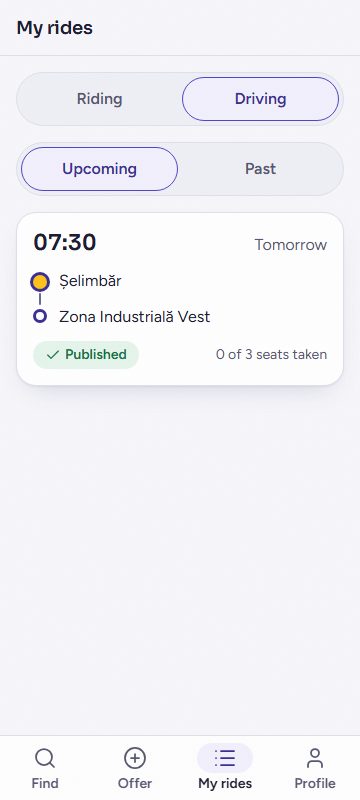 My rides
Riding Driving
Upcoming Past
07:30 Tomorrow
Șelimbăr
Zona Industrială Vest
Published 0 of 3 seats taken
Find Offer My rides Profile